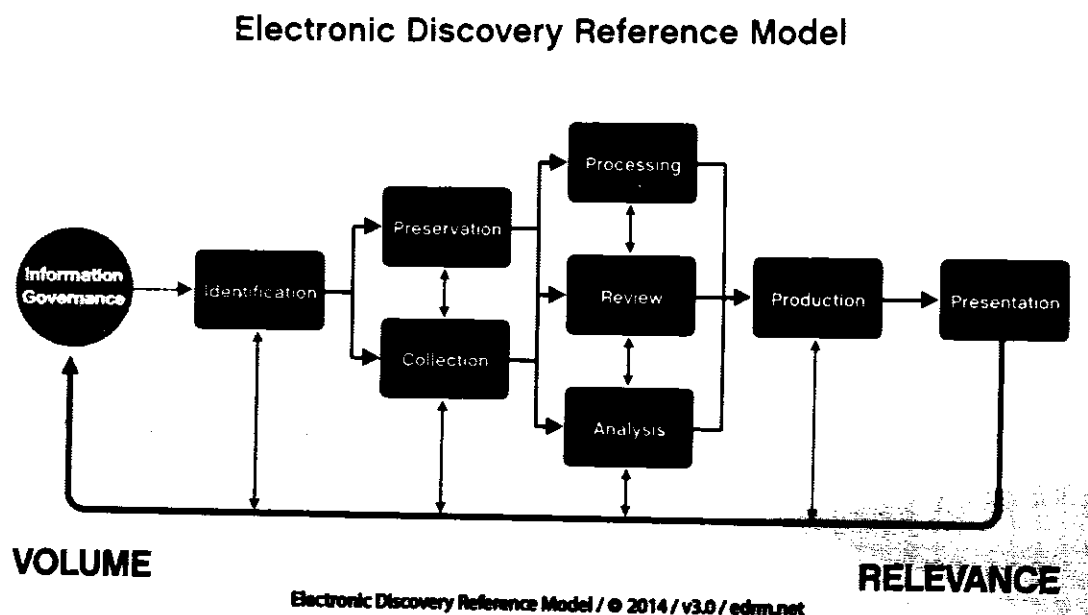 Electronic Discovery Reference Model
Processing
Preservation
Information
Governance
Identification
Review
Production
Presentation
Collection
Analysis
VOLUME
RELEVANCE
Electronic Discovery Reference Model / © 2014 / v3.0 / edrm.net